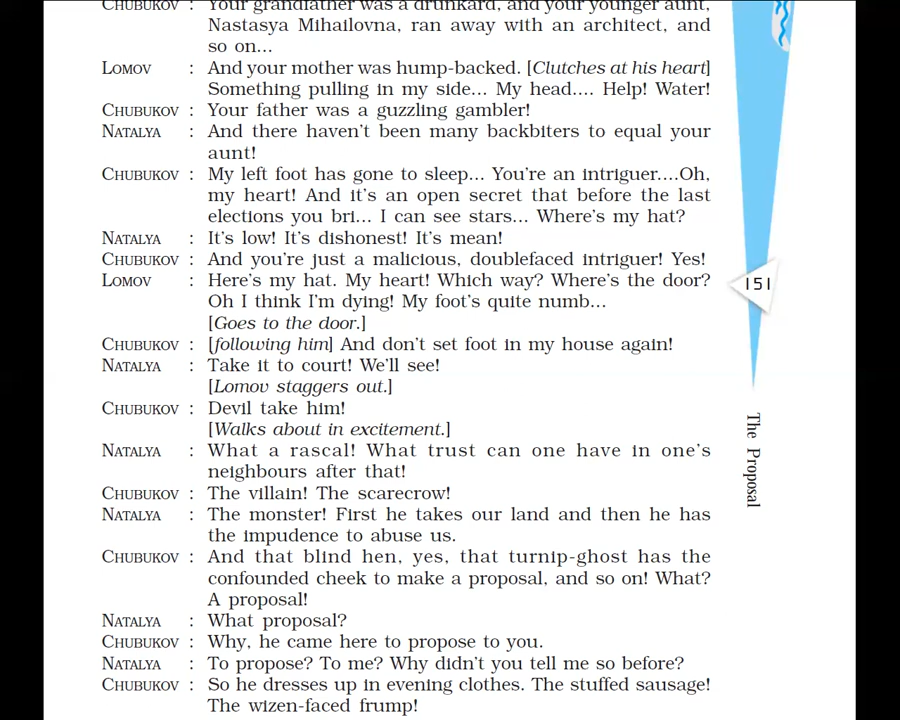 CHUBUKOV : Your grandfather was a drunkard, and your younger aunt,
Nastasya Mihailovna, ran away with an architect, and
so on...
LOMOV : And your mother was hump-backed. [Clutches at his heart]
Something pulling in my side... My head.... Help! Water!
CHUBUKOV : Your father was a guzzling gambler!
NATALYA : And there haven't been many backbiters to equal your
aunt!
CHUBUKOV : My left foot has gone to sleep... You're an intriguer....Oh,
my heart! And it's an open secret that before the last
elections you bri... I can see stars... Where's my hat?
NATALYA : It's low! It's dishonest! It's mean!
CHUBUKOV : And you're just a malicious, doublefaced intriguer! Yes!
LOMOV : Here's my hat. My heart! Which way? Where's the door?
Oh I think I'm dying! My foot's quite numb...
[Goes to the door.]
CHUBUKOV : [following him] And don't set foot in my house again!
NATALYA : Take it to court! We'll see!
[Lomov staggers out.]
CHUBUKOV : Devil take him!
[Walks about in excitement.]
NATALYA : What a rascal! What trust can one have in one's
neighbours after that!
CHUBUKOV : The villain! The scarecrow!
NATALYA : The monster! First he takes our land and then he has
the impudence to abuse us.
CHUBUKOV : And that blind hen, yes, that turnip-ghost has the
confounded cheek to make a proposal, and so on! What?
A proposal!
NATALYA : What proposal?
CHUBUKOV : Why, he came here to propose to you.
NATALYA : To propose? To me? Why didn't you tell me so before?
CHUBUKOV : So he dresses up in evening clothes. The stuffed sausage!
The wizen-faced frump!
151
The Proposal